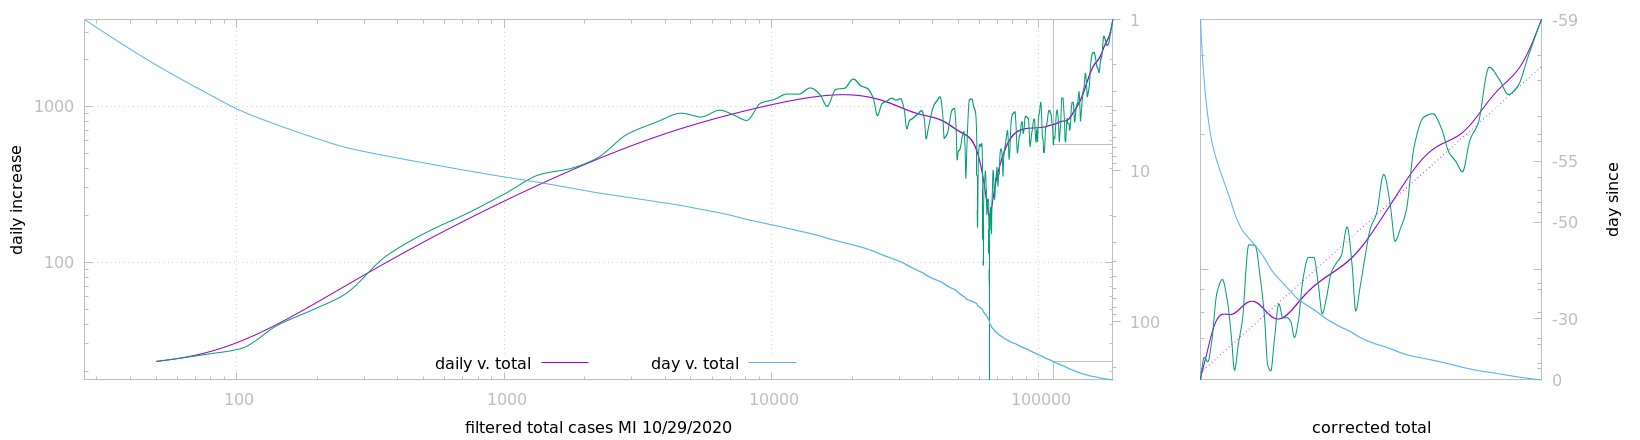 1
-59
1000
daily increase
10
-55
-50
day since
100
100
-30
daily v. total
day v. total
0
100
1000
10000
100000
filtered total cases MI 10/29/2020
corrected total